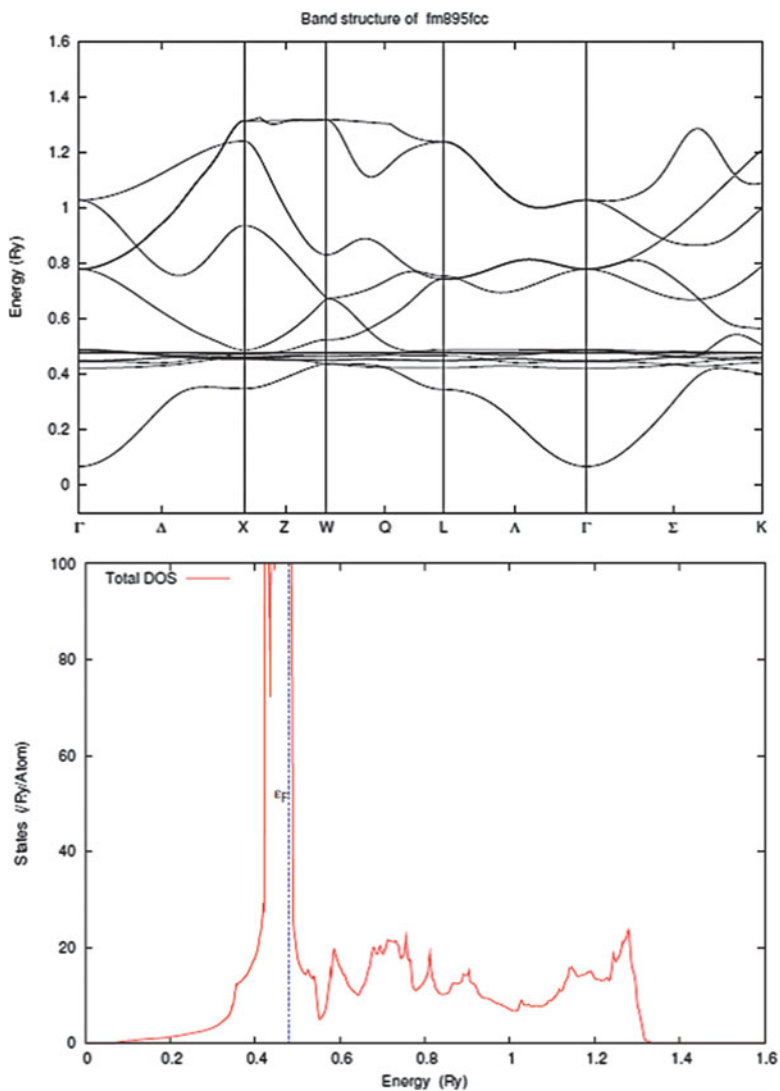 Band structure of fm895fcc
Energy (Ry)
1.6
1.4
1.2
1
0.8
0.6
0.4
0.2
0
Γ Δ X Z W Q L Λ Γ Σ K
Total DOS
States (/Ry/Atom)
100
80
60
40
20
0
εF
0 0.2 0.4 0.6 0.8 1 1.2 1.4 1.6
Energy (Ry)